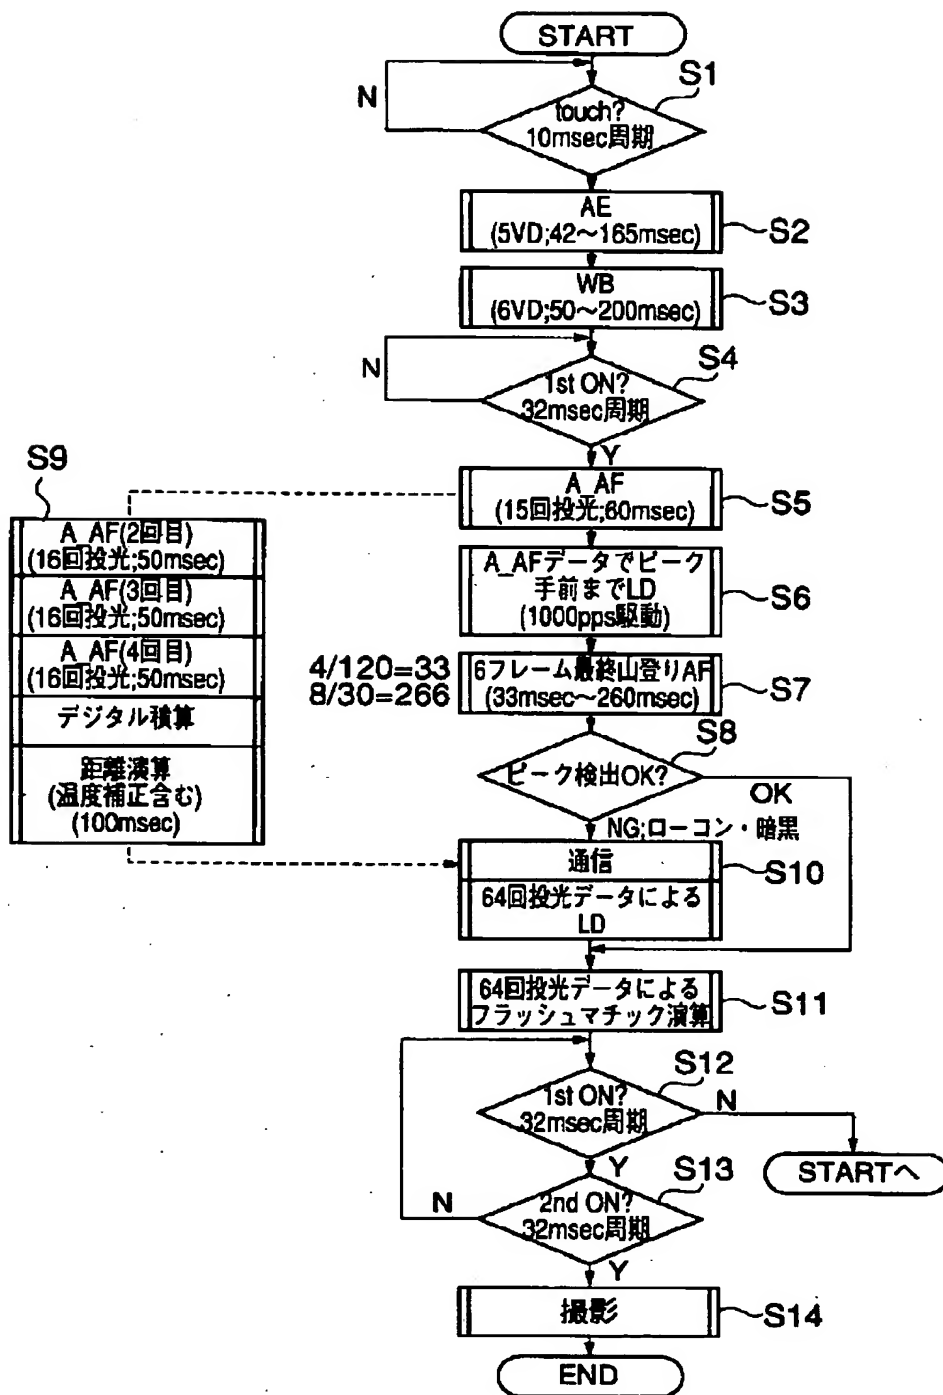 START
S1
N
touch?
10msec周期
AE
(5VD;42～165msec)
S2
WB
(6VD;50～200msec)
S3
N
S4
1st ON?
32msec周期
Y
S9
A_AF
(15回投光;60msec)
S5
A_AF(2回目)
(16回投光;50msec)
A_AF(3回目)
(16回投光;50msec)
A_AF(4回目)
(16回投光;50msec)
デジタル積算
距離演算
(温度補正含む)
(100msec)
A_AFデータでピーク
手前までLD
(1000pps駆動)
S6
4/120=33
8/30=266
6フレーム最終山登りAF
(33msec～260msec)
S7
S8
ピーク検出OK?
OK
NG;ローコン・暗黒
通信
S10
64回投光データによる
LD
64回投光データによる
フラッシュマチック演算
S11
S12
1st ON?
32msec周期
N
Y
STARTへ
S13
N
2nd ON?
32msec周期
Y
撮影
S14
END